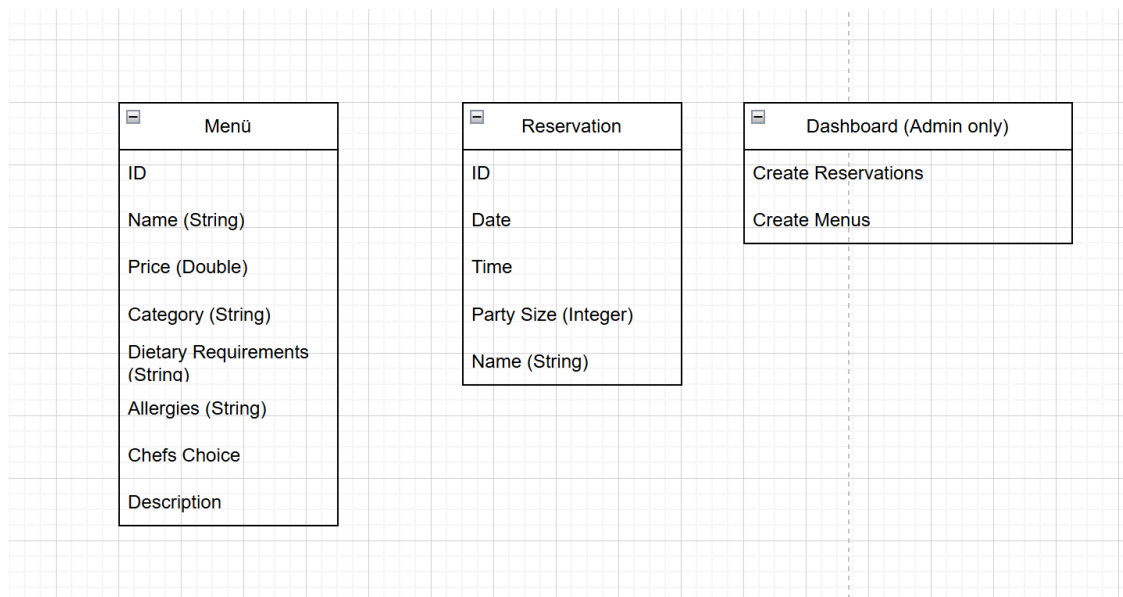 Menü
ID
Name (String)
Price (Double)
Category (String)
Dietary Requirements
(String)
Allergies (String)
Chefs Choice
Description
Reservation
ID
Date
Time
Party Size (Integer)
Name (String)
Dashboard (Admin only)
Create Reservations
Create Menus